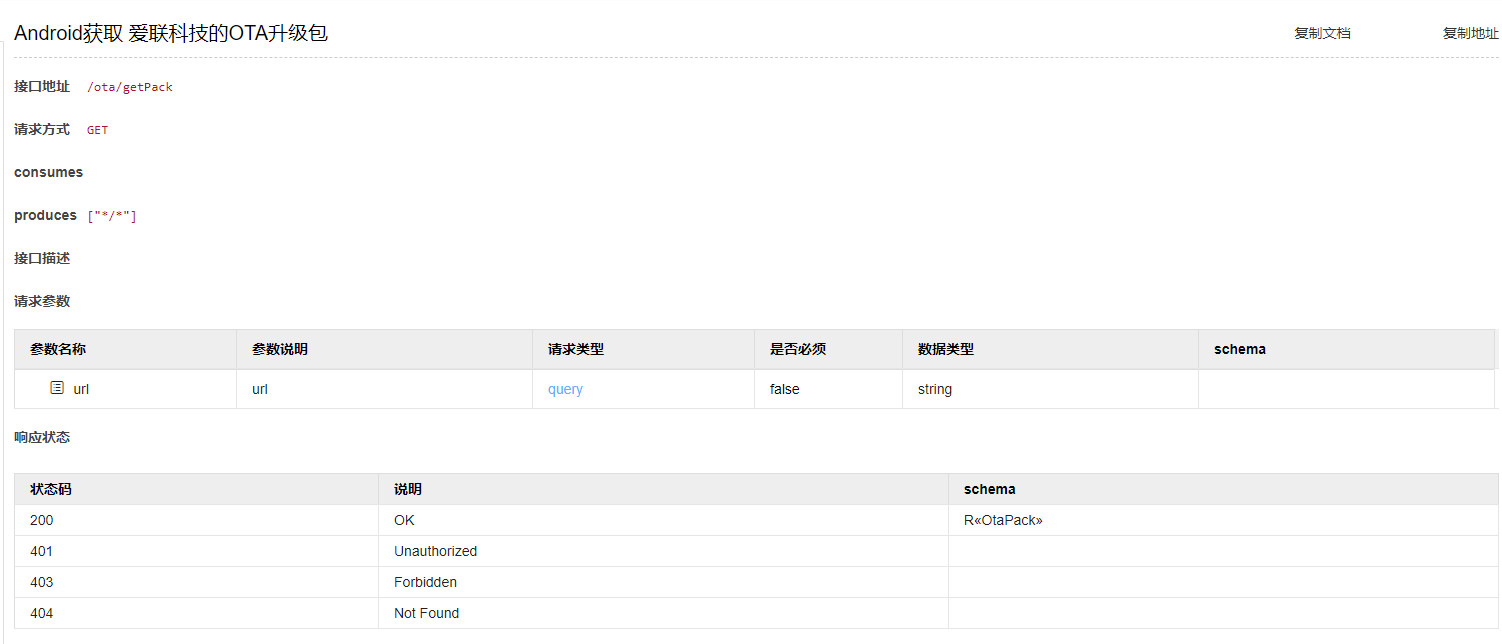 Android获取 爱联科技的OTA升级包 复制文档 复制地址
接口地址 /ota/getPack
请求方式 GET
consumes
produces ["*/*"]
接口描述
请求参数
参数名称 参数说明 请求类型 是否必须 数据类型 schema
url url query false string
响应状态
状态码 说明 schema
200 OK R«OtaPack»
401 Unauthorized
403 Forbidden
404 Not Found